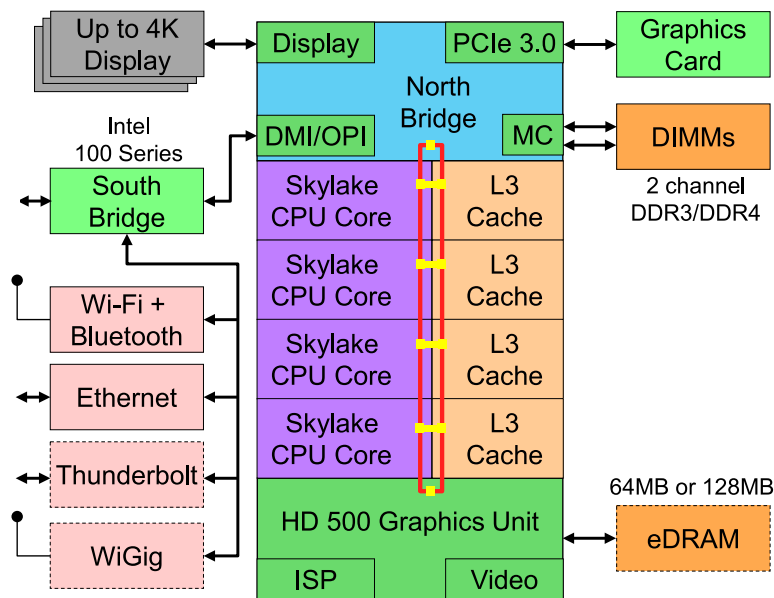 Up to 4K
Display
Display
PCIe 3.0
Graphics
Card
North
Bridge
Intel
100 Series
DMI/OPI
MC
DIMMs
2 channel
DDR3/DDR4
South
Bridge
Skylake
CPU Core
L3
Cache
Skylake
CPU Core
L3
Cache
Skylake
CPU Core
L3
Cache
Skylake
CPU Core
L3
Cache
Wi-Fi +
Bluetooth
Ethernet
Thunderbolt
WiGig
HD 500 Graphics Unit
ISP
Video
64MB or 128MB
eDRAM